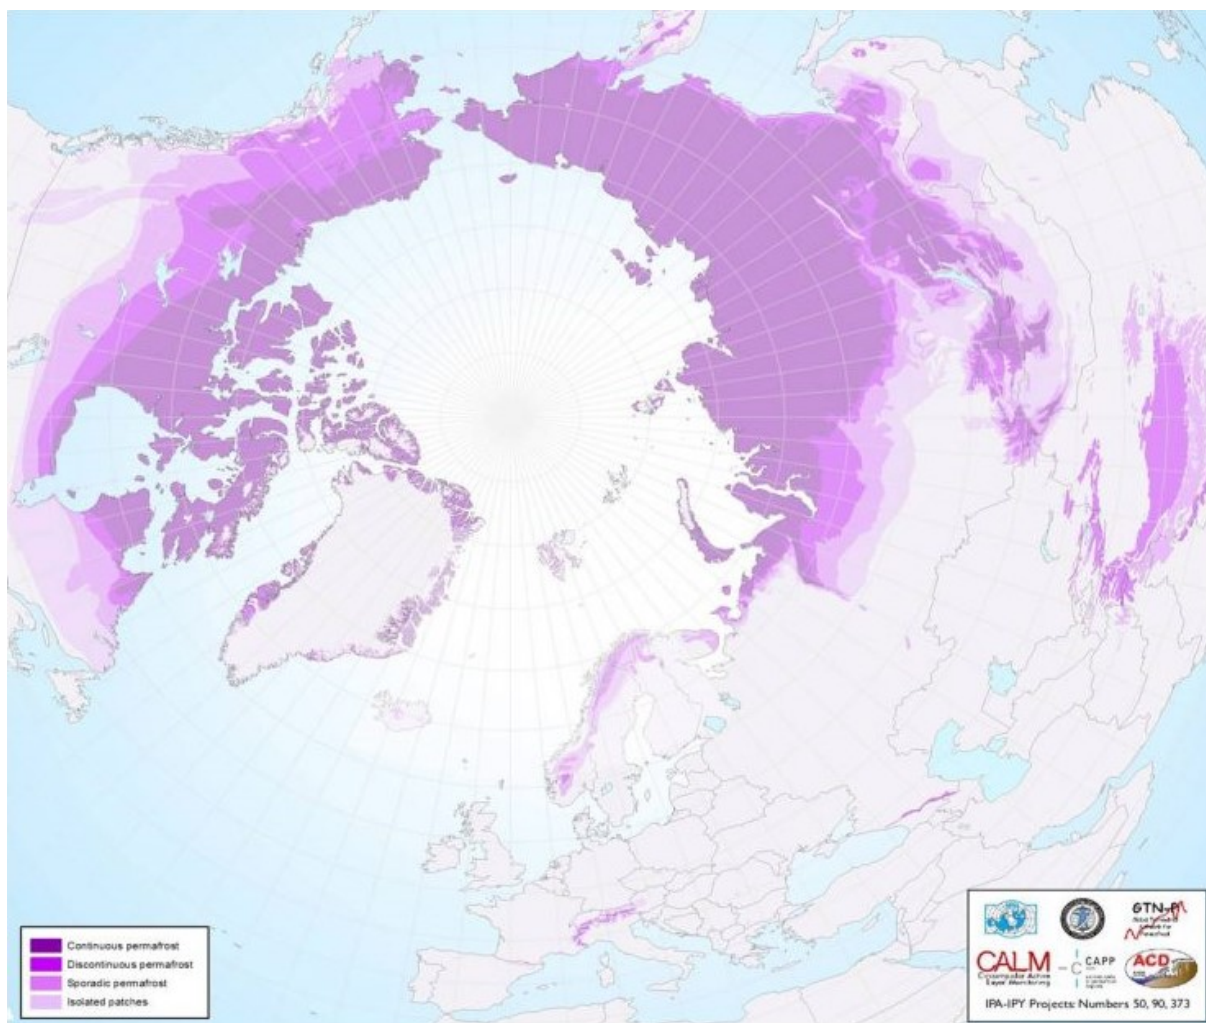 Continuous permafrost
Discontinuous permafrost
Sporadic permafrost
Isolated patches
GTN-P
CALM
Circumpolar Active
Layer Monitoring
CAPP
ACD
IPA-IPY Projects: Numbers 50, 90, 373